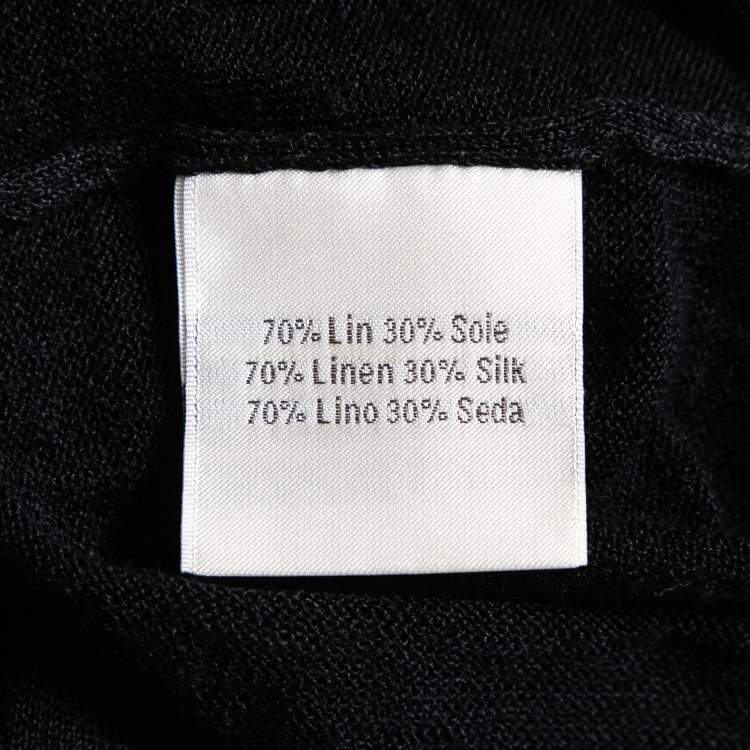 70% Lin 30% Soie
70% Linen 30% Silk
70% Lino 30% Seda